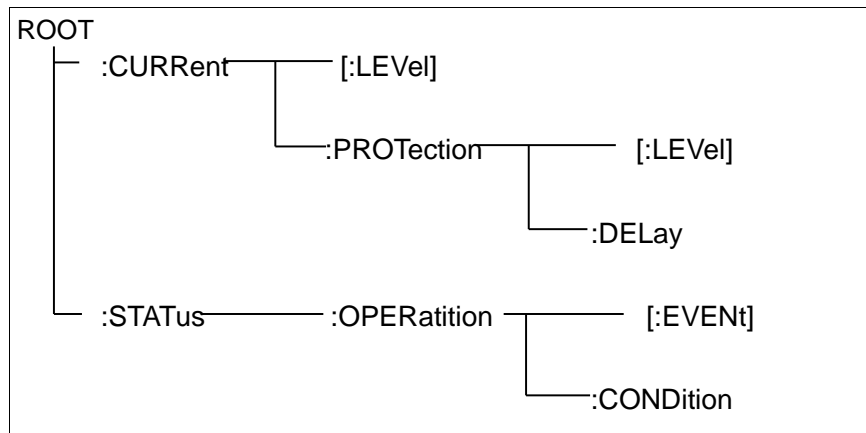 ROOT
:CURRent [:LEVel]
:PROTection [:LEVel]
:DELay
:STATus :OPERatition [:EVENt]
:CONDition